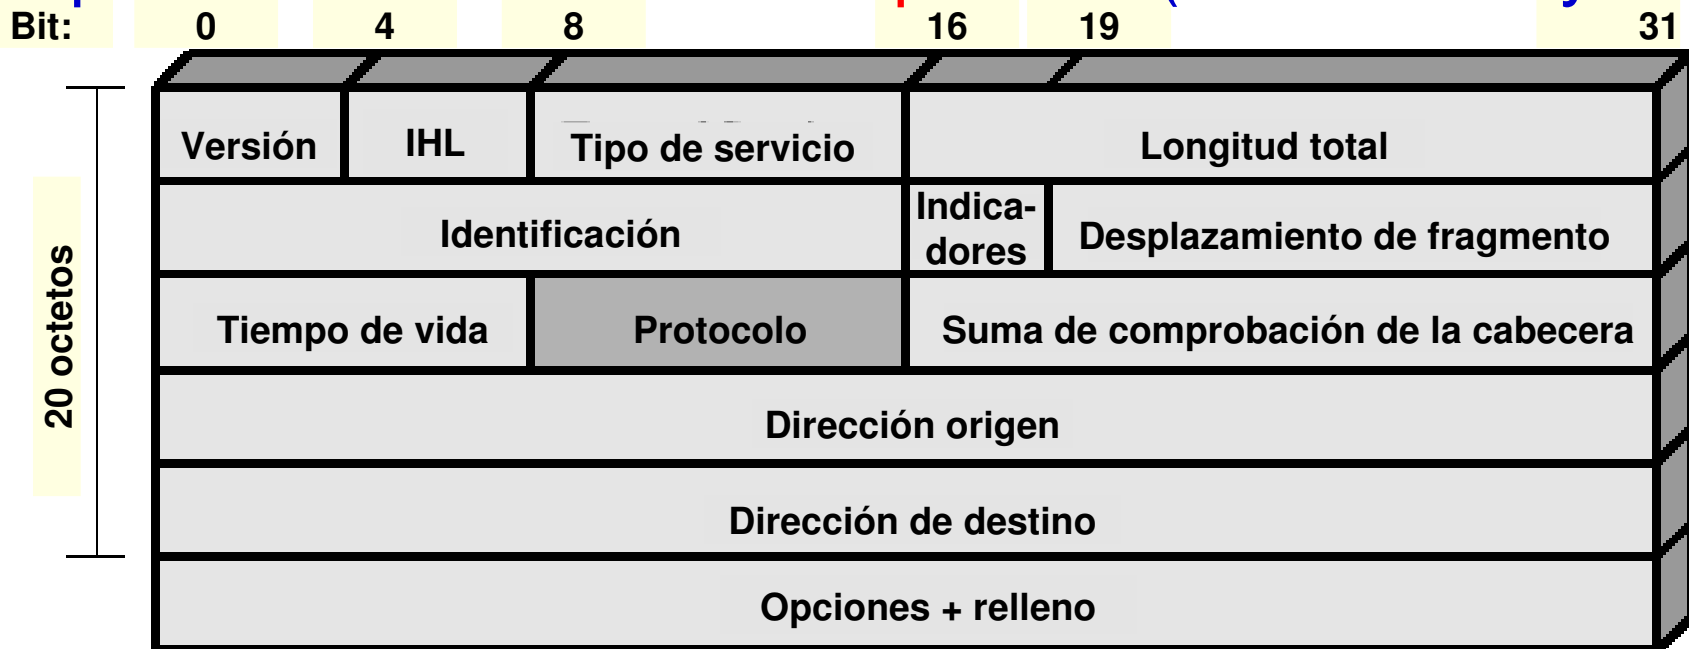 Bit: 0 4 8 16 19 31
Versión IHL Tipo de servicio Longitud total
Identificación Indica-
dores Desplazamiento de fragmento
Tiempo de vida Protocolo Suma de comprobación de la cabecera
Dirección origen
Dirección de destino
Opciones + relleno
20 octetos